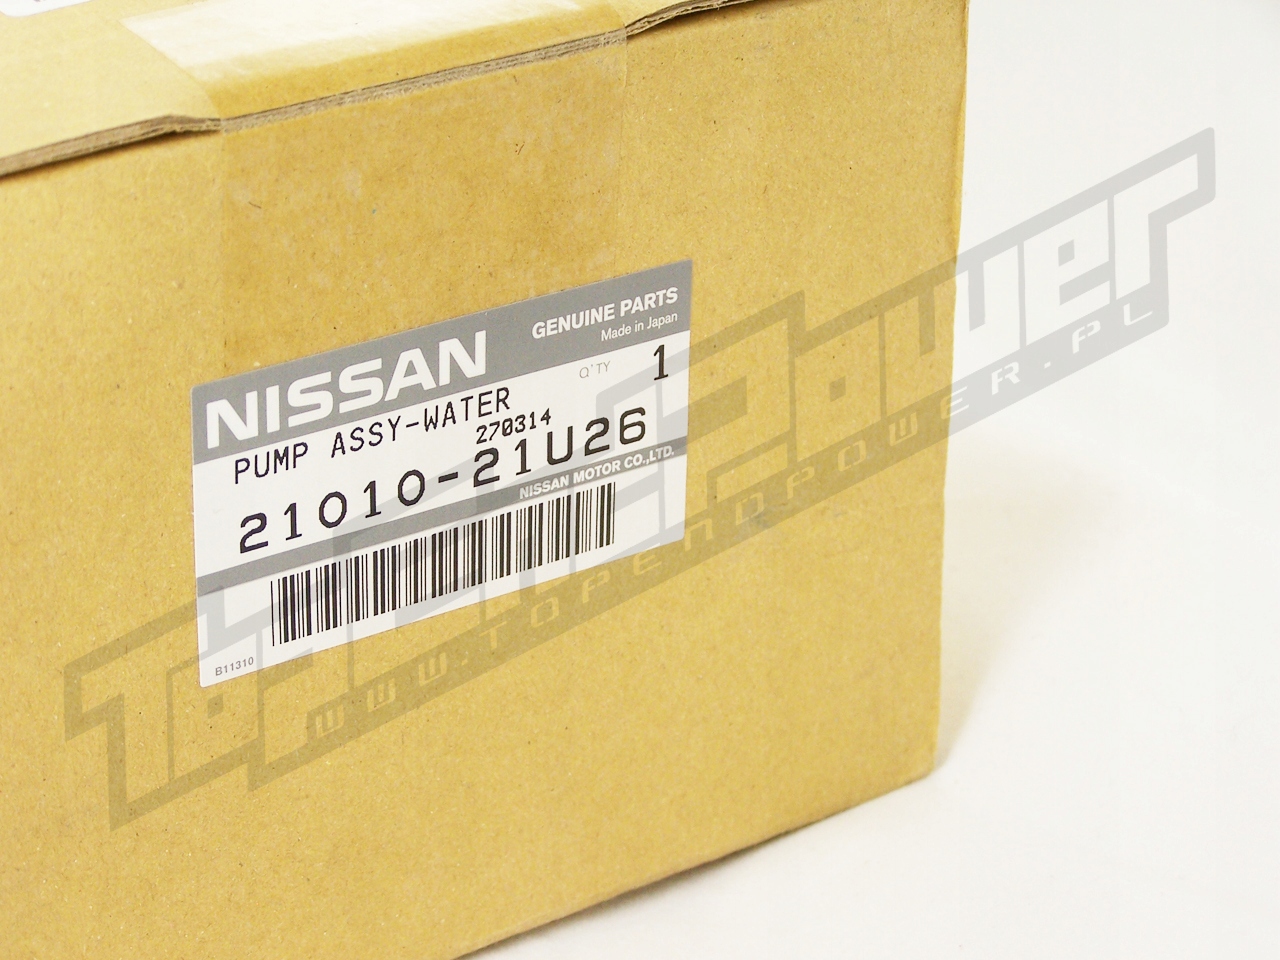 NISSAN
GENUINE PARTS
Made in Japan
Q'TY 1
PUMP ASSY-WATER
270314
21010-21U26
NISSAN MOTOR CO.,LTD.
B11310
TopEndPower
www.TOPENDPOWER.PL